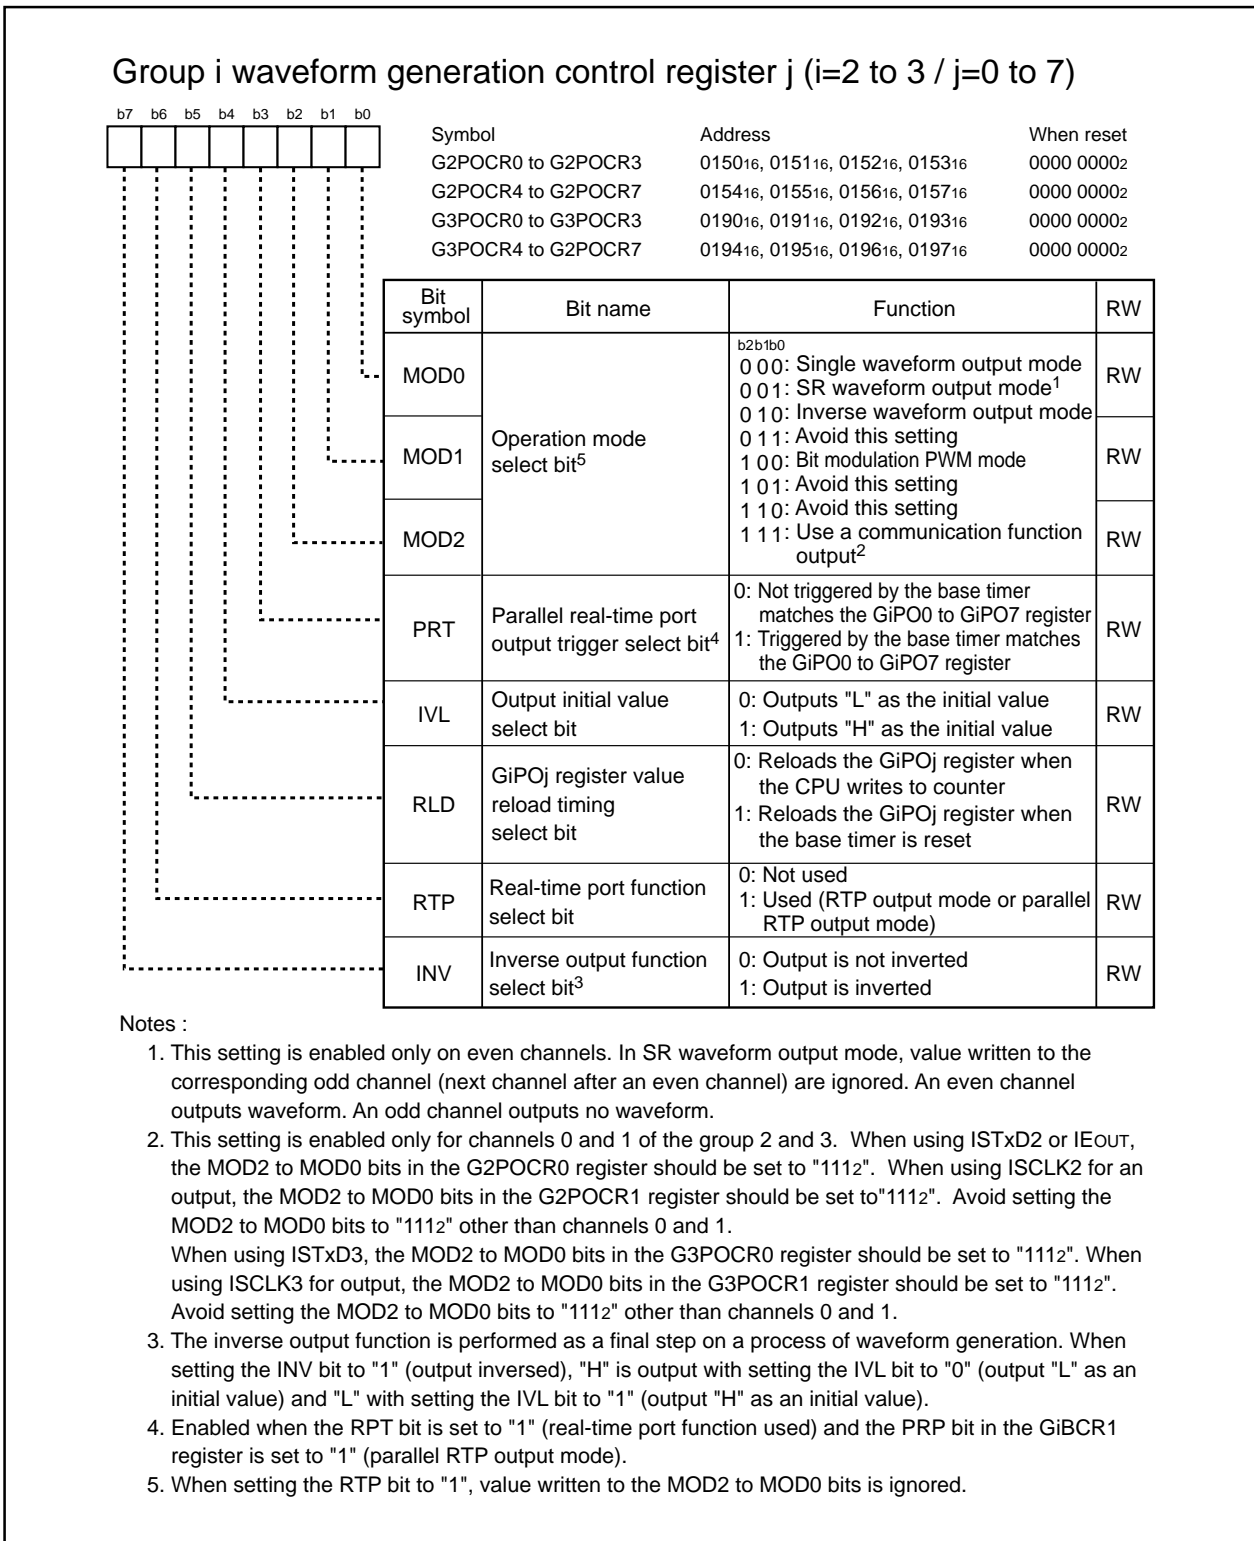 Group i waveform generation control register j (i=2 to 3 / j=0 to 7)
b7 b6 b5 b4 b3 b2 b1 b0
Symbol Address When reset
G2POCR0 to G2POCR3 015016, 015116, 015216, 015316 0000 00002
G2POCR4 to G2POCR7 015416, 015516, 015616, 015716 0000 00002
G3POCR0 to G3POCR3 019016, 019116, 019216, 019316 0000 00002
G3POCR4 to G2POCR7 019416, 019516, 019616, 019716 0000 00002
Bit
symbol
Bit name
Function
RW
MOD0
MOD1
MOD2
Operation mode
select bit5
b2b1b0
0 0 0: Single waveform output mode
0 0 1: SR waveform output mode1
0 1 0: Inverse waveform output mode
0 1 1: Avoid this setting
1 0 0: Bit modulation PWM mode
1 0 1: Avoid this setting
1 1 0: Avoid this setting
1 1 1: Use a communication function
output2
RW
RW
RW
PRT
Parallel real-time port
output trigger select bit4
0: Not triggered by the base timer
matches the GiPO0 to GiPO7 register
1: Triggered by the base timer matches
the GiPO0 to GiPO7 register
RW
IVL
Output initial value
select bit
0: Outputs "L" as the initial value
1: Outputs "H" as the initial value
RW
RLD
GiPOj register value
reload timing
select bit
0: Reloads the GiPOj register when
the CPU writes to counter
1: Reloads the GiPOj register when
the base timer is reset
RW
RTP
Real-time port function
select bit
0: Not used
1: Used (RTP output mode or parallel
RTP output mode)
RW
INV
Inverse output function
select bit3
0: Output is not inverted
1: Output is inverted
RW
Notes :
1. This setting is enabled only on even channels. In SR waveform output mode, value written to the
corresponding odd channel (next channel after an even channel) are ignored. An even channel
outputs waveform. An odd channel outputs no waveform.
2. This setting is enabled only for channels 0 and 1 of the group 2 and 3. When using ISTxD2 or IEOUT,
the MOD2 to MOD0 bits in the G2POCR0 register should be set to "1112". When using ISCLK2 for an
output, the MOD2 to MOD0 bits in the G2POCR1 register should be set to"1112". Avoid setting the
MOD2 to MOD0 bits to "1112" other than channels 0 and 1.
When using ISTxD3, the MOD2 to MOD0 bits in the G3POCR0 register should be set to "1112". When
using ISCLK3 for output, the MOD2 to MOD0 bits in the G3POCR1 register should be set to "1112".
Avoid setting the MOD2 to MOD0 bits to "1112" other than channels 0 and 1.
3. The inverse output function is performed as a final step on a process of waveform generation. When
setting the INV bit to "1" (output inversed), "H" is output with setting the IVL bit to "0" (output "L" as an
initial value) and "L" with setting the IVL bit to "1" (output "H" as an initial value).
4. Enabled when the RPT bit is set to "1" (real-time port function used) and the PRP bit in the GiBCR1
register is set to "1" (parallel RTP output mode).
5. When setting the RTP bit to "1", value written to the MOD2 to MOD0 bits is ignored.